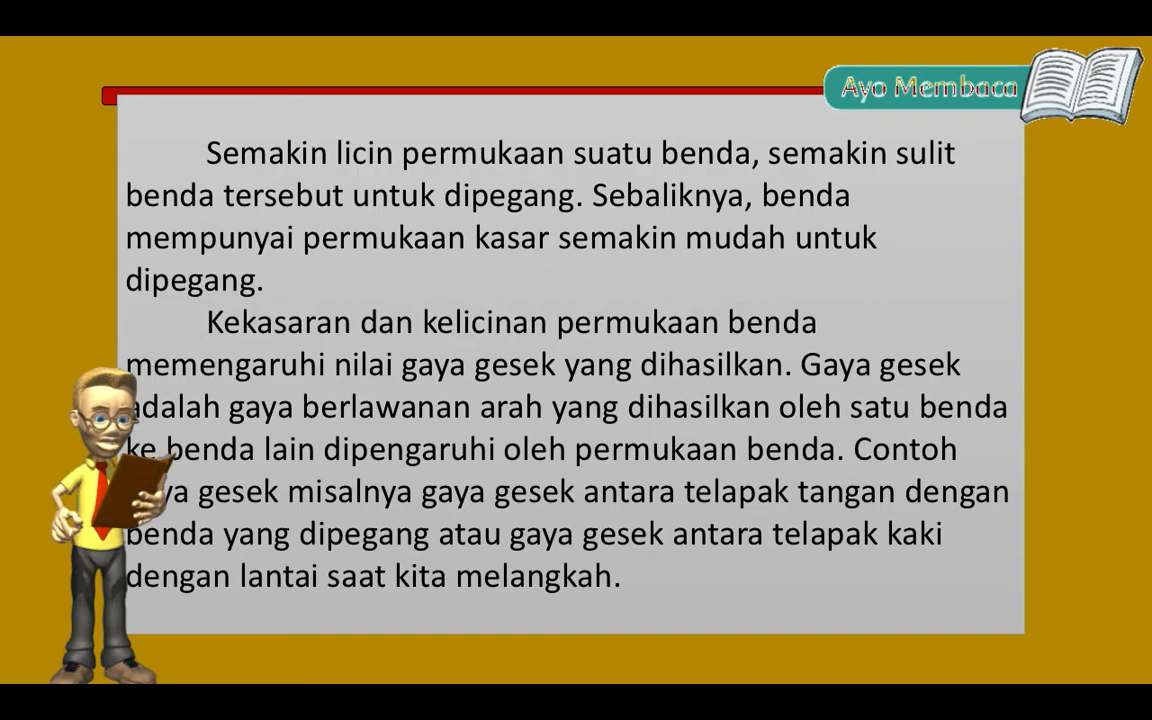 Ayo Membaca
Semakin licin permukaan suatu benda, semakin sulit
benda tersebut untuk dipegang. Sebaliknya, benda
mempunyai permukaan kasar semakin mudah untuk
dipegang.
Kekasaran dan kelicinan permukaan benda
memengaruhi nilai gaya gesek yang dihasilkan. Gaya gesek
adalah gaya berlawanan arah yang dihasilkan oleh satu benda
ke benda lain dipengaruhi oleh permukaan benda. Contoh
gaya gesek misalnya gaya gesek antara telapak tangan dengan
benda yang dipegang atau gaya gesek antara telapak kaki
dengan lantai saat kita melangkah.